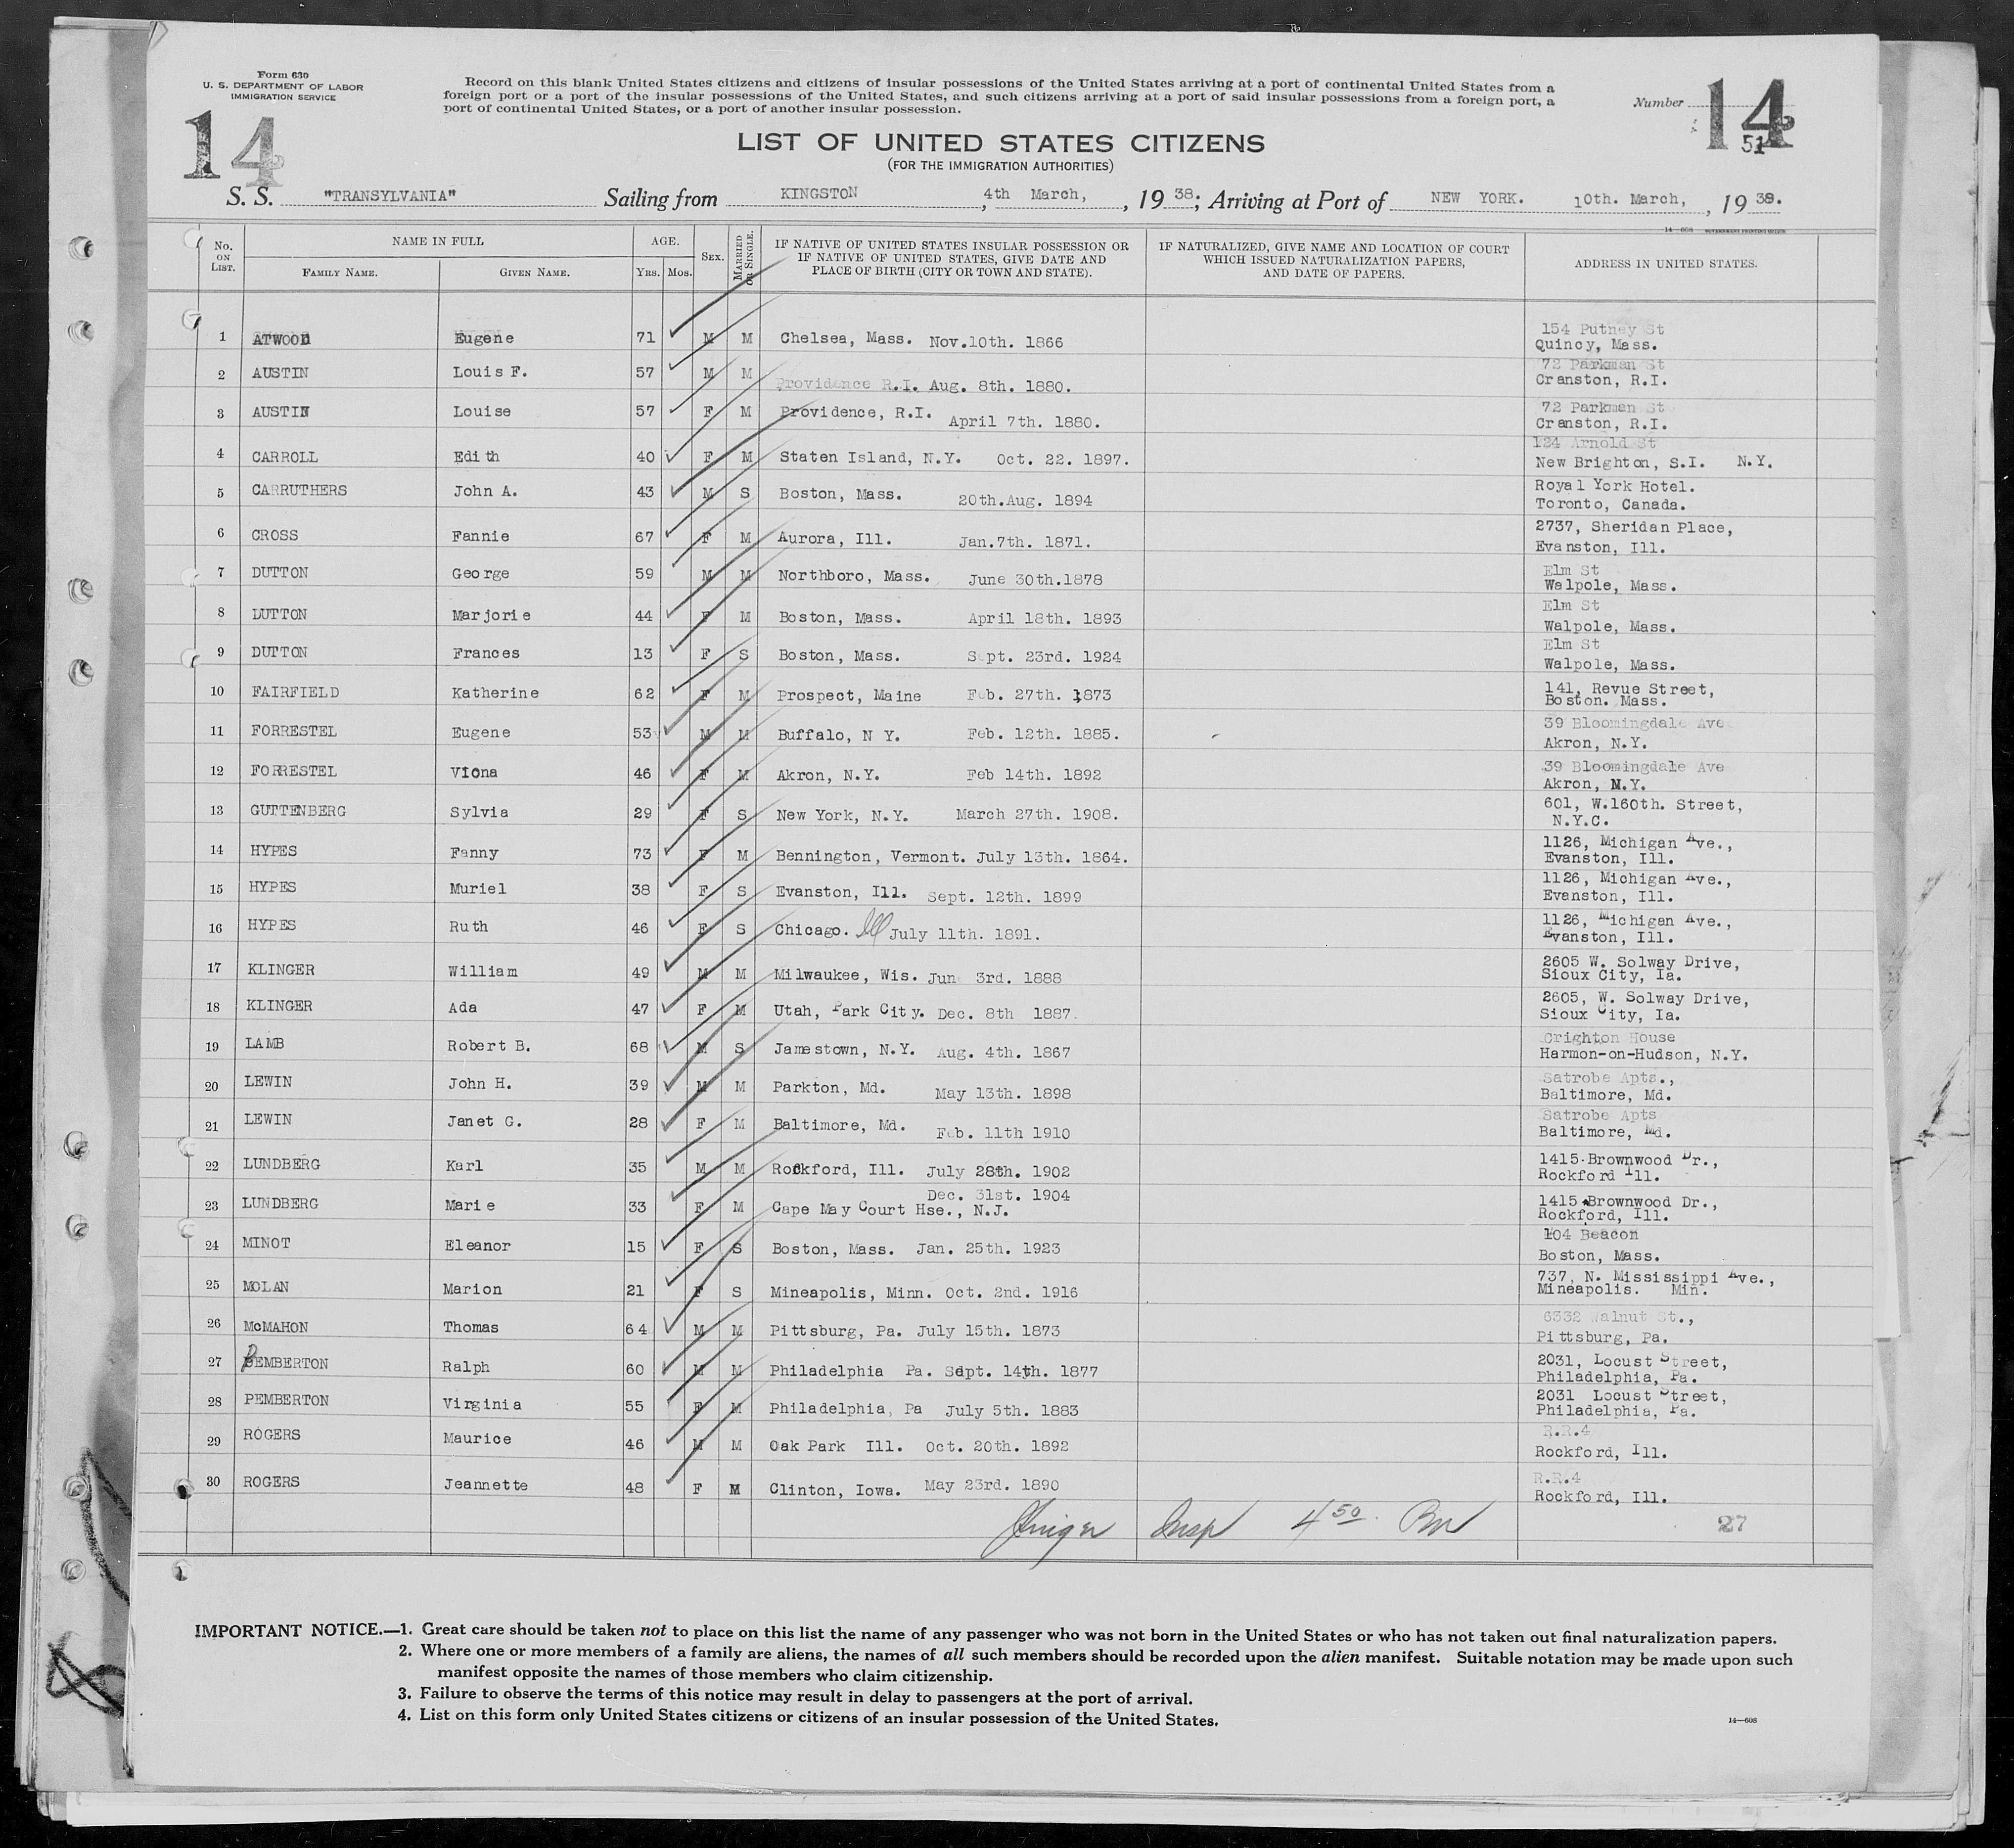 Form 630
U. S. DEPARTMENT OF LABOR
IMMIGRATION SERVICE
Record on this blank United States citizens and citizens of insular possessions of the United States arriving at a port of continental United States from a
foreign port or a port of the insular possessions of the United States, and such citizens arriving at a port of said insular possessions from a foreign port, a
port of continental United States, or a port of another insular possession.
Number 14
51
14
LIST OF UNITED STATES CITIZENS
(FOR THE IMMIGRATION AUTHORITIES)
S. S. "TRANSYLVANIA" Sailing from KINGSTON, 4th March, , 19 38; Arriving at Port of NEW YORK. 10th. March, , 19 38.
14-608 GOVERNMENT PRINTING OFFICE
No. ON LIST. NAME IN FULL FAMILY NAME. GIVEN NAME. AGE. YRS. MOS. SEX. MARRIED OR SINGLE. IF NATIVE OF UNITED STATES INSULAR POSSESSION OR IF NATIVE OF UNITED STATES, GIVE DATE AND PLACE OF BIRTH (CITY OR TOWN AND STATE). IF NATURALIZED, GIVE NAME AND LOCATION OF COURT WHICH ISSUED NATURALIZATION PAPERS, AND DATE OF PAPERS. ADDRESS IN UNITED STATES.
1 ATWOOD Eugene 71 M M Chelsea, Mass. Nov.10th. 1866 154 Putney St
Quincy, Mass.
2 AUSTIN Louis F. 57 M M Providence R.I. Aug. 8th. 1880. 72 Parkman St
Cranston, R.I.
3 AUSTIN Louise 57 F M Providence, R.I. April 7th. 1880. 72 Parkman St
Cranston, R.I.
4 CARROLL Edith 40 F M Staten Island, N.Y. Oct. 22. 1897. 124 Arnold St
New Brighton, S.I. N.Y.
5 CARRUTHERS John A. 43 M S Boston, Mass. 20th.Aug. 1894 Royal York Hotel.
Toronto, Canada.
6 CROSS Fannie 67 F M Aurora, Ill. Jan.7th. 1871. 2737, Sheridan Place,
Evanston, Ill.
7 DUTTON George 59 M M Northboro, Mass. June 30th.1878 Elm St
Walpole, Mass.
8 DUTTON Marjorie 44 F M Boston, Mass. April 18th. 1893 Elm St
Walpole, Mass.
9 DUTTON Frances 13 F S Boston, Mass. Sept. 23rd. 1924 Elm St
Walpole, Mass.
10 FAIRFIELD Katherine 62 F M Prospect, Maine Feb. 27th. 1873 141, Revue Street,
Boston. Mass.
11 FORRESTEL Eugene 53 M M Buffalo, N Y. Feb. 12th. 1885. 39 Bloomingdale Ave
Akron, N.Y.
12 FORRESTEL Viona 46 F M Akron, N.Y. Feb 14th. 1892 39 Bloomingdale Ave
Akron, N.Y.
13 GUTTENBERG Sylvia 29 F S New York, N.Y. March 27th. 1908. 601, W.160th. Street,
N.Y.C.
14 HYPES Fanny 73 F M Bennington, Vermont. July 13th. 1864. 1126, Michigan Ave.,
Evanston, Ill.
15 HYPES Muriel 38 F S Evanston, Ill. Sept. 12th. 1899 1126, Michigan Ave.,
Evanston, Ill.
16 HYPES Ruth 46 F S Chicago. Ill July 11th. 1891. 1126, Michigan Ave.,
Evanston, Ill.
17 KLINGER William 49 M M Milwaukee, Wis. June 3rd. 1888 2605 W. Solway Drive,
Sioux City, Ia.
18 KLINGER Ada 47 F M Utah, Park City. Dec. 8th 1887. 2605, W. Solway Drive,
Sioux City, Ia.
19 LAMB Robert B. 68 M S Jamestown, N.Y. Aug. 4th. 1867 Crighton House
Harmon-on-Hudson, N.Y.
20 LEWIN John H. 39 M M Parkton, Md. May 13th. 1898 Satrobe Apts.,
Baltimore, Md.
21 LEWIN Janet G. 28 F M Baltimore, Md. Feb. 11th 1910 Satrobe Apts
Baltimore, Md.
22 LUNDBERG Karl 35 M M Rockford, Ill. July 28th. 1902 1415 Brownwood Dr.,
Rockford Ill.
23 LUNDBERG Marie 33 F M Dec. 31st. 1904
Cape May Court Hse., N.J. 1415 Brownwood Dr.,
Rockford, Ill.
24 MINOT Eleanor 15 F S Boston, Mass. Jan. 25th. 1923 104 Beacon
Boston, Mass.
25 MOLAN Marion 21 F S Mineapolis, Minn. Oct. 2nd. 1916 737, N. Mississippi Ave.,
Mineapolis. Min.
26 McMAHON Thomas 64 M M Pittsburg, Pa. July 15th. 1873 6332 Walnut St.,
Pittsburg, Pa.
27 PEMBERTON Ralph 60 M M Philadelphia Pa. Sept. 14th. 1877 2031, Locust Street,
Philadelphia, Pa.
28 PEMBERTON Virginia 55 F M Philadelphia, Pa July 5th. 1883 2031 Locust Street,
Philadelphia, Pa.
29 ROGERS Maurice 46 M M Oak Park Ill. Oct. 20th. 1892 R.R.4
Rockford, Ill.
30 ROGERS Jeannette 48 F M Clinton, Iowa. May 23rd. 1890 R.R.4
Rockford, Ill.
Insp 4 50 27
IMPORTANT NOTICE.—1. Great care should be taken not to place on this list the name of any passenger who was not born in the United States or who has not taken out final naturalization papers.
2. Where one or more members of a family are aliens, the names of all such members should be recorded upon the alien manifest. Suitable notation may be made upon such
manifest opposite the names of those members who claim citizenship.
3. Failure to observe the terms of this notice may result in delay to passengers at the port of arrival.
4. List on this form only United States citizens or citizens of an insular possession of the United States.
14—608